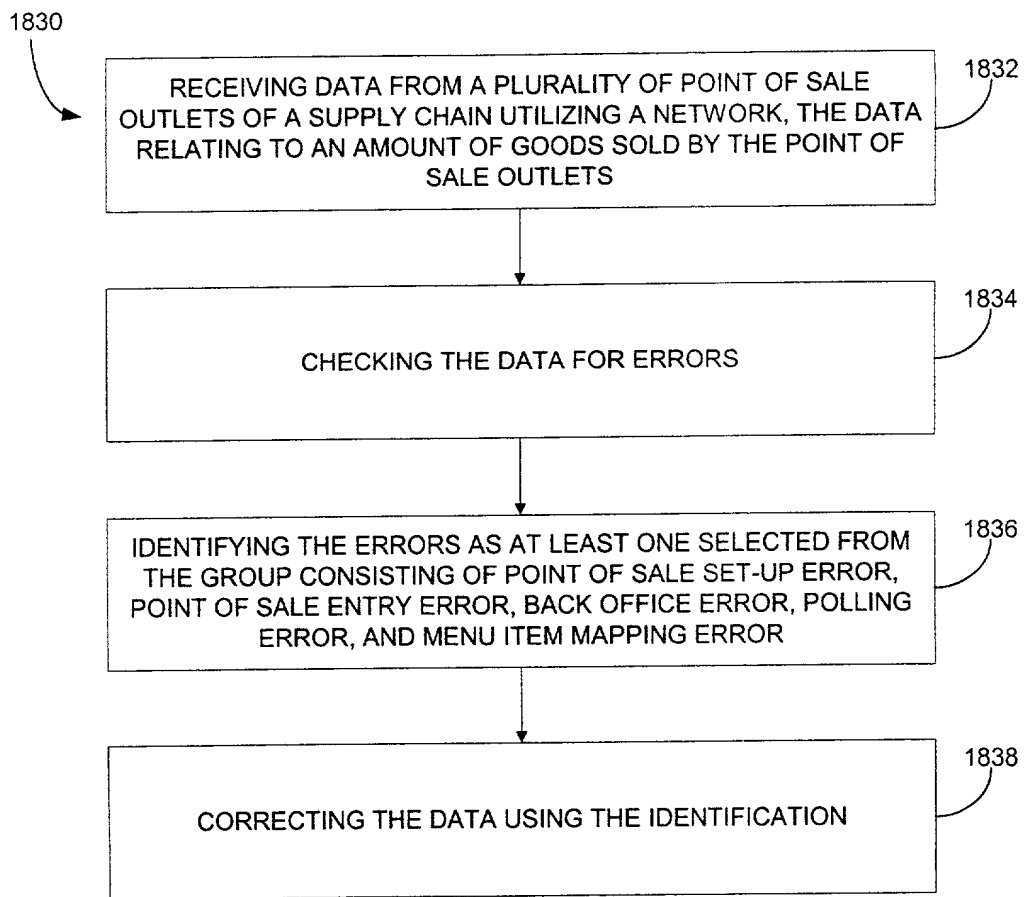 1830
RECEIVING DATA FROM A PLURALITY OF POINT OF SALE
OUTLETS OF A SUPPLY CHAIN UTILIZING A NETWORK, THE DATA
RELATING TO AN AMOUNT OF GOODS SOLD BY THE POINT OF
SALE OUTLETS
1832
CHECKING THE DATA FOR ERRORS
1834
IDENTIFYING THE ERRORS AS AT LEAST ONE SELECTED FROM
THE GROUP CONSISTING OF POINT OF SALE SET-UP ERROR,
POINT OF SALE ENTRY ERROR, BACK OFFICE ERROR, POLLING
ERROR, AND MENU ITEM MAPPING ERROR
1836
CORRECTING THE DATA USING THE IDENTIFICATION
1838